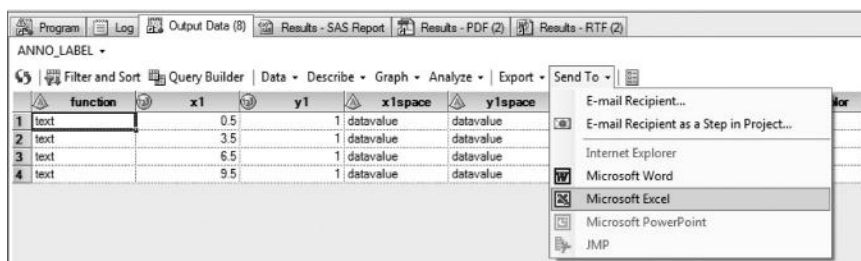 Program Log Output Data (8) Results - SAS Report Results - PDF (2) Results - RTF (2)
ANNO_LABEL
Filter and Sort Query Builder Data Describe Graph Analyze Export Send To
function x1 y1 x1space y1space
1 text 0.5 1 datavalue datavalue
2 text 3.5 1 datavalue datavalue
3 text 6.5 1 datavalue datavalue
4 text 9.5 1 datavalue datavalue
E-mail Recipient...
E-mail Recipient as a Step in Project...
Internet Explorer
Microsoft Word
Microsoft Excel
Microsoft PowerPoint
JMP